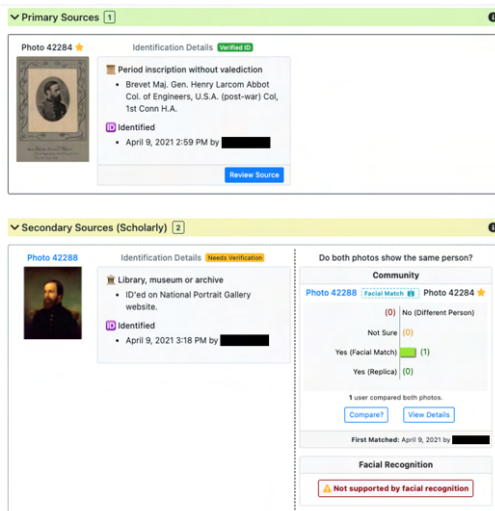 Primary Sources 1
Photo 42284
Identification Details Verified ID
Period inscription without valediction
Brevet Maj. Gen. Henry Larcom Abbot
Col. of Engineers, U.S.A. (post-war) Col,
1st Conn H.A.
ID Identified
April 9, 2021 2:59 PM by
Review Source
Secondary Sources (Scholarly) 2
Photo 42288
Identification Details Needs Verification
Library, museum or archive
ID'ed on National Portrait Gallery
website.
ID Identified
April 9, 2021 3:18 PM by
Do both photos show the same person?
Community
Photo 42288 Facial Match Photo 42284
(0) No (Different Person)
Not Sure (0)
Yes (Facial Match) (1)
Yes (Replica) (0)
1 user compared both photos.
Compare? View Details
First Matched: April 9, 2021 by
Facial Recognition
Not supported by facial recognition